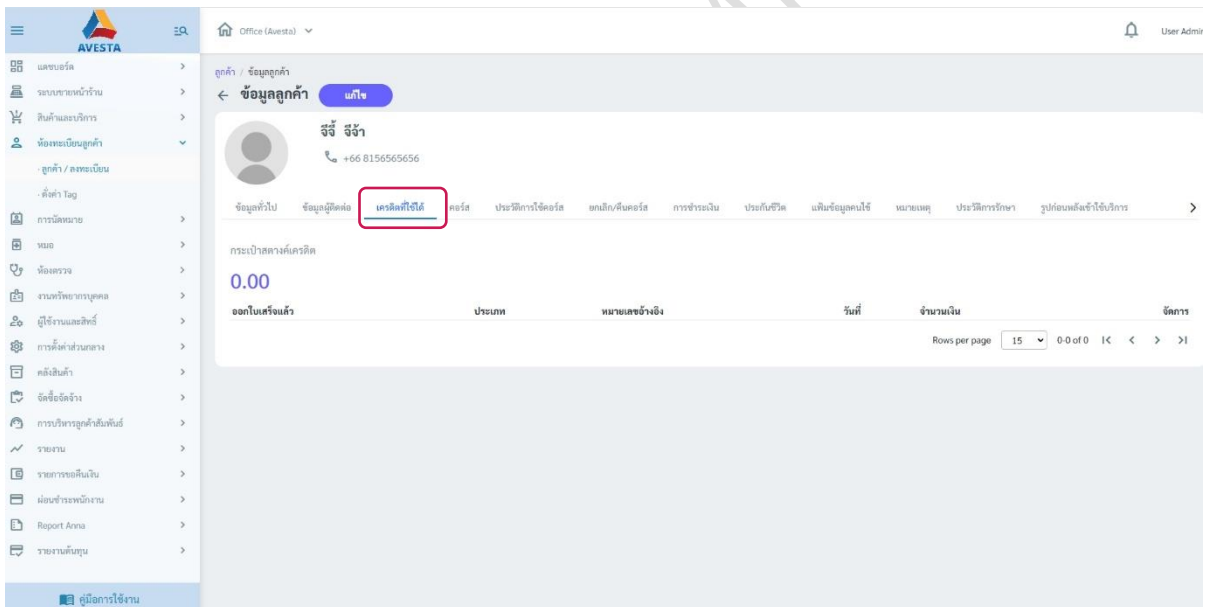 AVESTA
Office (Avesta)
User Admin
แดชบอร์ด
ระบบขายหน้าร้าน
สินค้าและบริการ
ห้องทะเบียนลูกค้า
- ลูกค้า / ลงทะเบียน
- ตั้งค่า Tag
การนัดหมาย
หมอ
ห้องตรวจ
งานทรัพยากรบุคคล
ผู้ใช้งานและสิทธิ์
การตั้งค่าส่วนกลาง
คลังสินค้า
จัดซื้อจัดจ้าง
การบริหารลูกค้าสัมพันธ์
รายงาน
รายการขอคืนเงิน
ผ่อนชำระพนักงาน
Report Anna
รายงานต้นทุน
คู่มือการใช้งาน
ลูกค้า / ข้อมูลลูกค้า
ข้อมูลลูกค้า แก้ไข
จีจี้ จีจ้า
+66 8156565656
ข้อมูลทั่วไป ข้อมูลผู้ติดต่อ เครดิตที่ใช้ได้ คอร์ส ประวัติการใช้คอร์ส ยกเลิก/คืนคอร์ส การชำระเงิน ประกันชีวิต แฟ้มข้อมูลคนไข้ หมายเหตุ ประวัติการรักษา รูปก่อนหลังเข้าใช้บริการ
กระเป๋าสตางค์เครดิต
0.00
ออกใบเสร็จแล้ว ประเภท หมายเลขอ้างอิง วันที่ จำนวนเงิน จัดการ
Rows per page 15 0-0 of 0